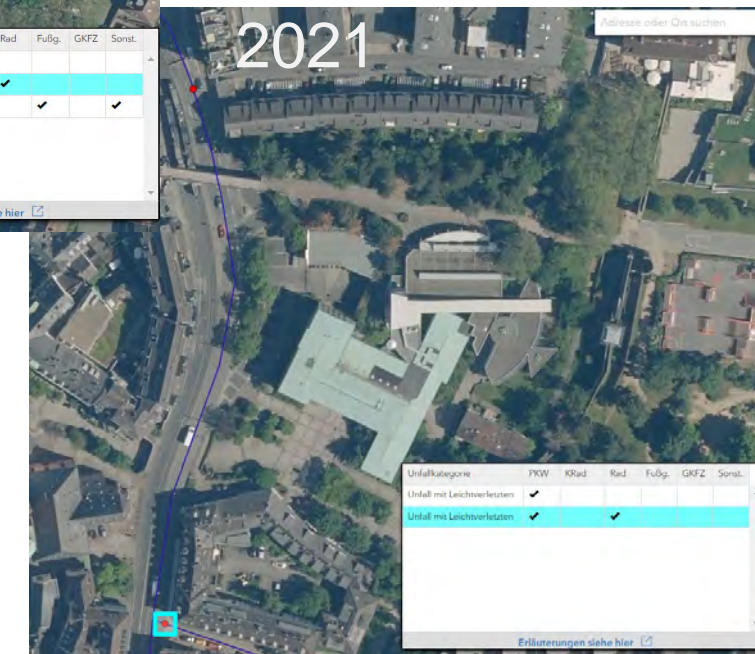 2021
Adresse oder Ort suchen
Rad Fußg. GKFZ Sonst.
✔
✔ ✔
e hier
Unfallkategorie PKW KRad Rad Fußg. GKFZ Sonst.
Unfall mit Leichtverletzten ✔
Unfall mit Leichtverletzten ✔ ✔
Erläuterungen siehe hier